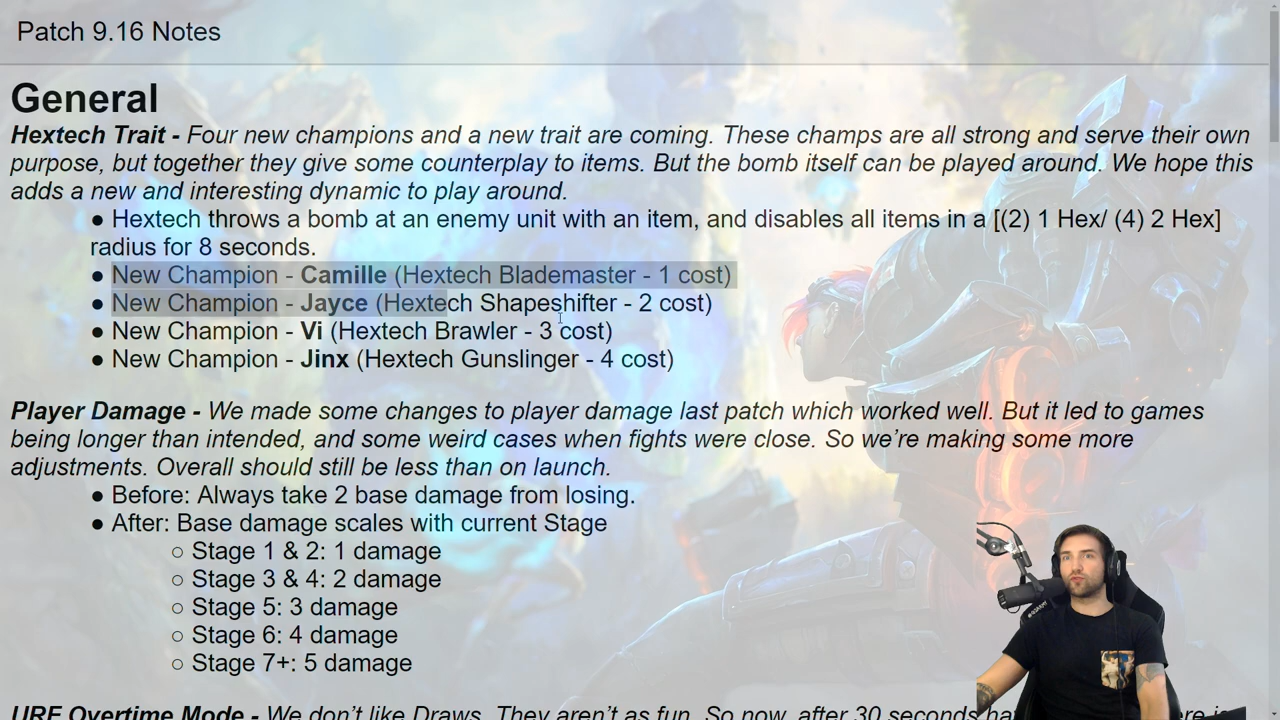 Patch 9.16 Notes
General
Hextech Trait - Four new champions and a new trait are coming. These champs are all strong and serve their own
purpose, but together they give some counterplay to items. But the bomb itself can be played around. We hope this
adds a new and interesting dynamic to play around.
● Hextech throws a bomb at an enemy unit with an item, and disables all items in a [(2) 1 Hex/ (4) 2 Hex]
radius for 8 seconds.
● New Champion - Camille (Hextech Blademaster - 1 cost)
● New Champion - Jayce (Hextech Shapeshifter - 2 cost)
● New Champion - Vi (Hextech Brawler - 3 cost)
● New Champion - Jinx (Hextech Gunslinger - 4 cost)
Player Damage - We made some changes to player damage last patch which worked well. But it led to games
being longer than intended, and some weird cases when fights were close. So we’re making some more
adjustments. Overall should still be less than on launch.
● Before: Always take 2 base damage from losing.
● After: Base damage scales with current Stage
○ Stage 1 & 2: 1 damage
○ Stage 3 & 4: 2 damage
○ Stage 5: 3 damage
○ Stage 6: 4 damage
○ Stage 7+: 5 damage
URF Overtime Mode - We don’t like Draws. They aren’t as fun. So now, after 30 seconds